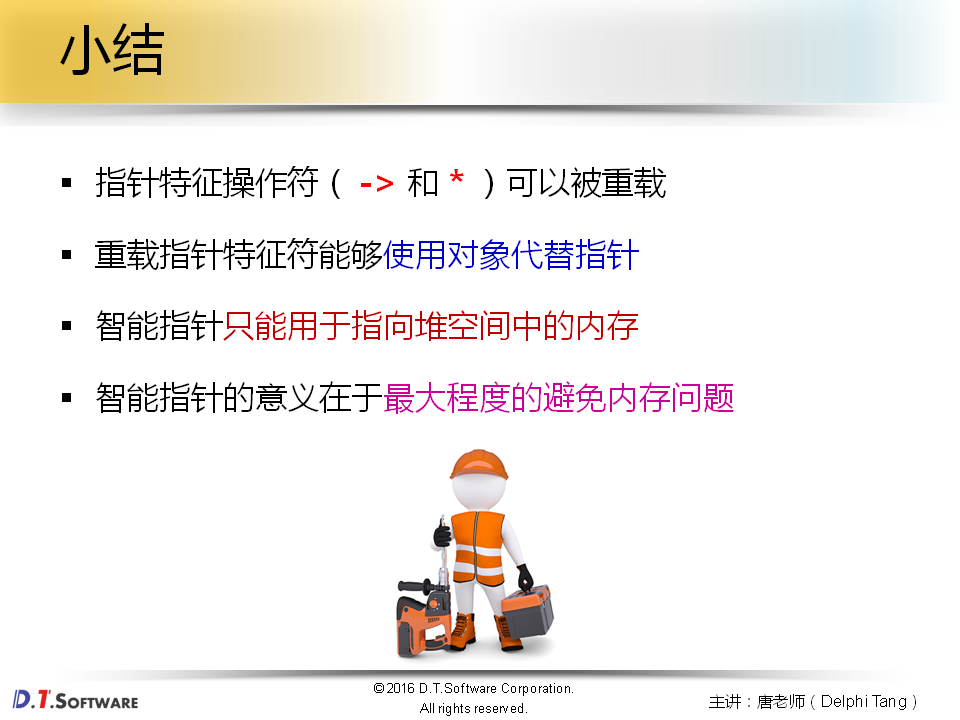 小结
▪ 指针特征操作符（ -> 和 * ）可以被重载
▪ 重载指针特征符能够使用对象代替指针
▪ 智能指针只能用于指向堆空间中的内存
▪ 智能指针的意义在于最大程度的避免内存问题
D.T.SOFTWARE
©2016 D.T.Software Corporation.
All rights reserved.
主讲：唐老师（Delphi Tang）